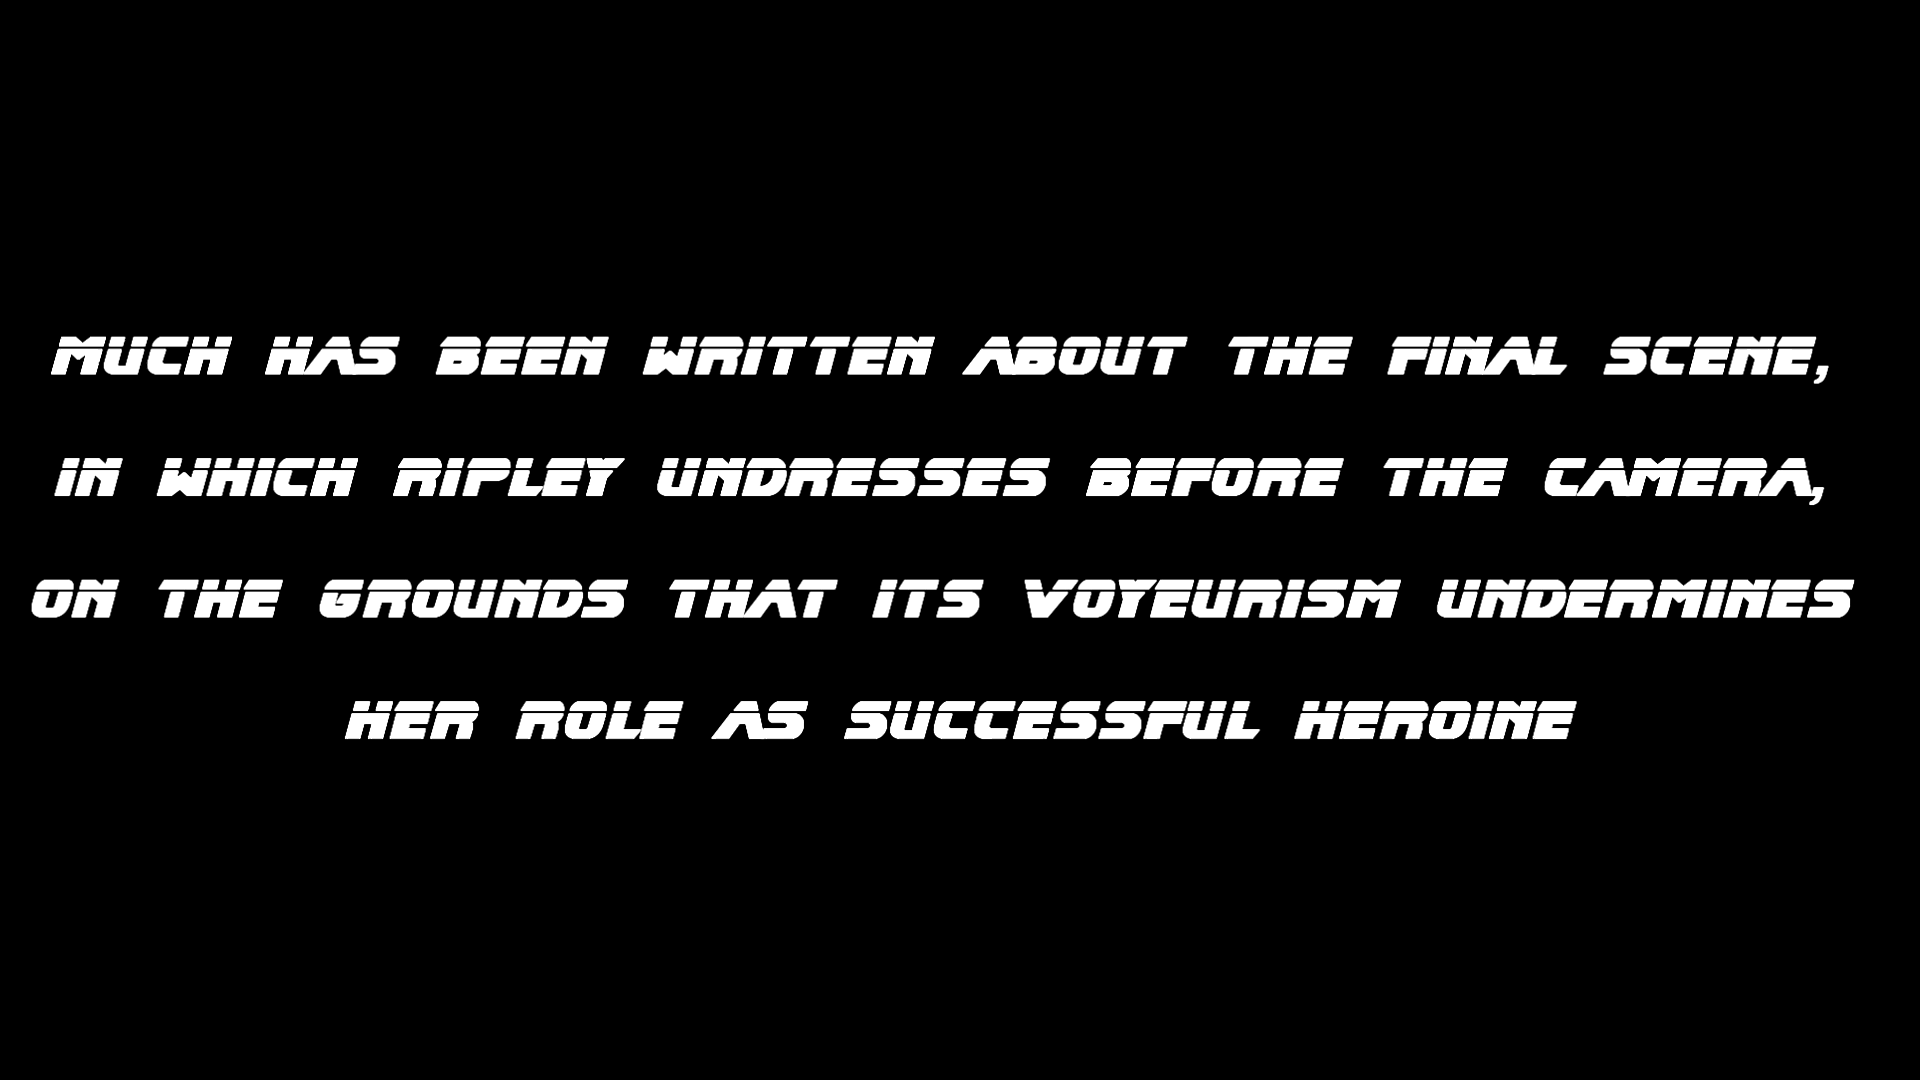 MUCH HAS BEEN WRITTEN ABOUT THE FINAL SCENE,
IN WHICH RIPLEY UNDRESSES BEFORE THE CAMERA,
ON THE GROUNDS THAT ITS VOYEURISM UNDERMINES
HER ROLE AS SUCCESSFUL HEROINE